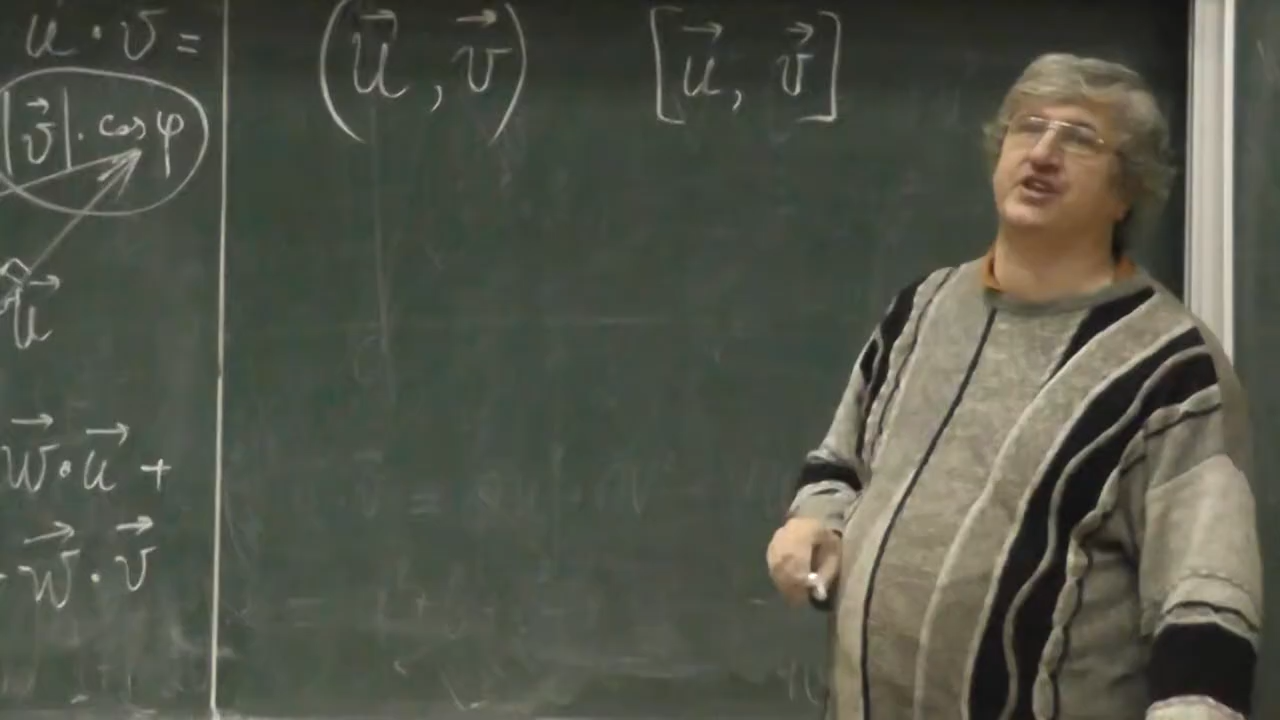 u · v =
|v⃗| · cos φ
u⃗
w⃗ · u⃗ +
w⃗ · v⃗
(u⃗, v⃗) [u⃗, v⃗]